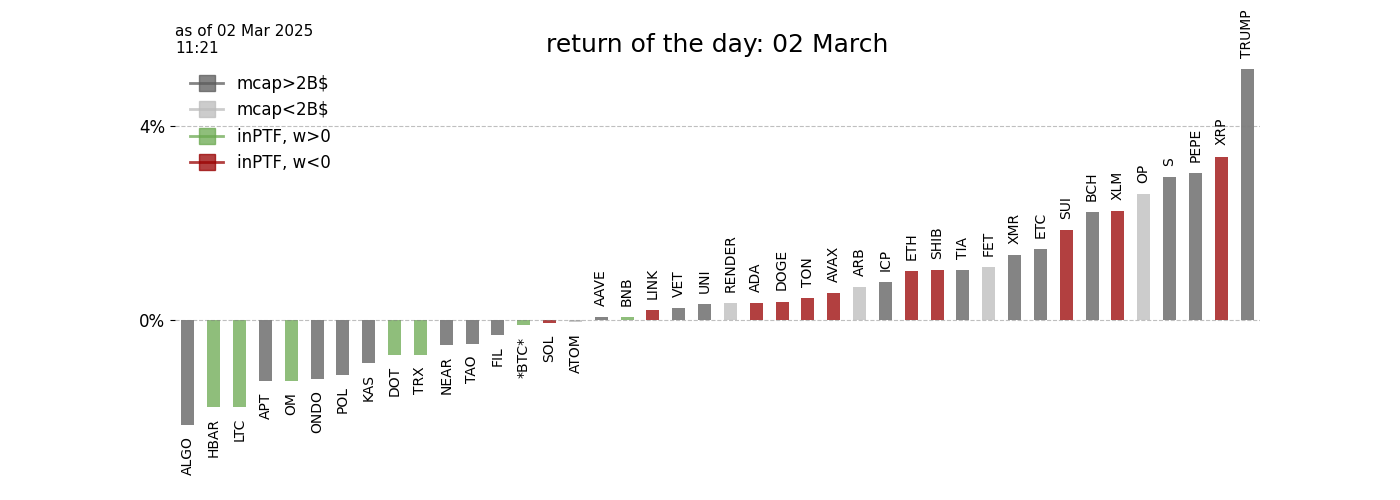 as of 02 Mar 2025
11:21
return of the day: 02 March
mcap>2B$
mcap<2B$
inPTF, w>0
inPTF, w<0
4%
0%
ALGO
HBAR
LTC
APT
OM
ONDO
POL
KAS
DOT
TRX
NEAR
TAO
FIL
*BTC*
SOL
ATOM
AAVE
BNB
LINK
VET
UNI
RENDER
ADA
DOGE
TON
AVAX
ARB
ICP
ETH
SHIB
TIA
FET
XMR
ETC
SUI
BCH
XLM
OP
S
PEPE
XRP
TRUMP